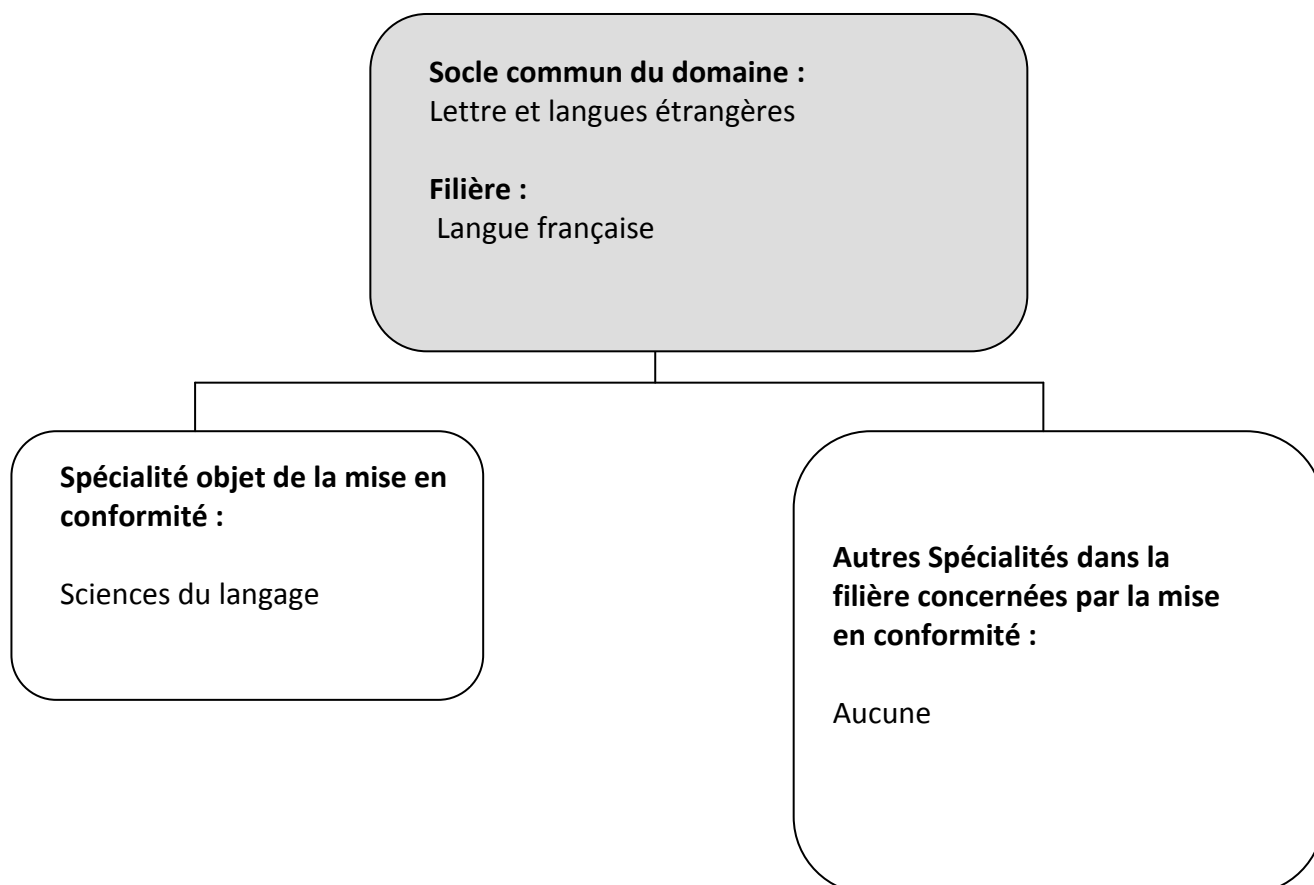 Socle commun du domaine :
Lettre et langues étrangères
Filière :
Langue française
Spécialité objet de la mise en
conformité :
Sciences du langage
Autres Spécialités dans la
filière concernées par la mise
en conformité :
Aucune